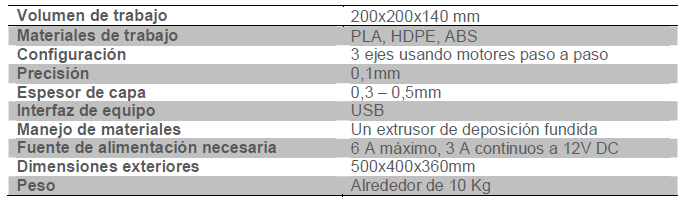 Volumen de trabajo 200x200x140 mm
Materiales de trabajo PLA, HDPE, ABS
Configuración 3 ejes usando motores paso a paso
Precisión 0,1mm
Espesor de capa 0,3 – 0,5mm
Interfaz de equipo USB
Manejo de materiales Un extrusor de deposición fundida
Fuente de alimentación necesaria 6 A máximo, 3 A continuos a 12V DC
Dimensiones exteriores 500x400x360mm
Peso Alrededor de 10 Kg